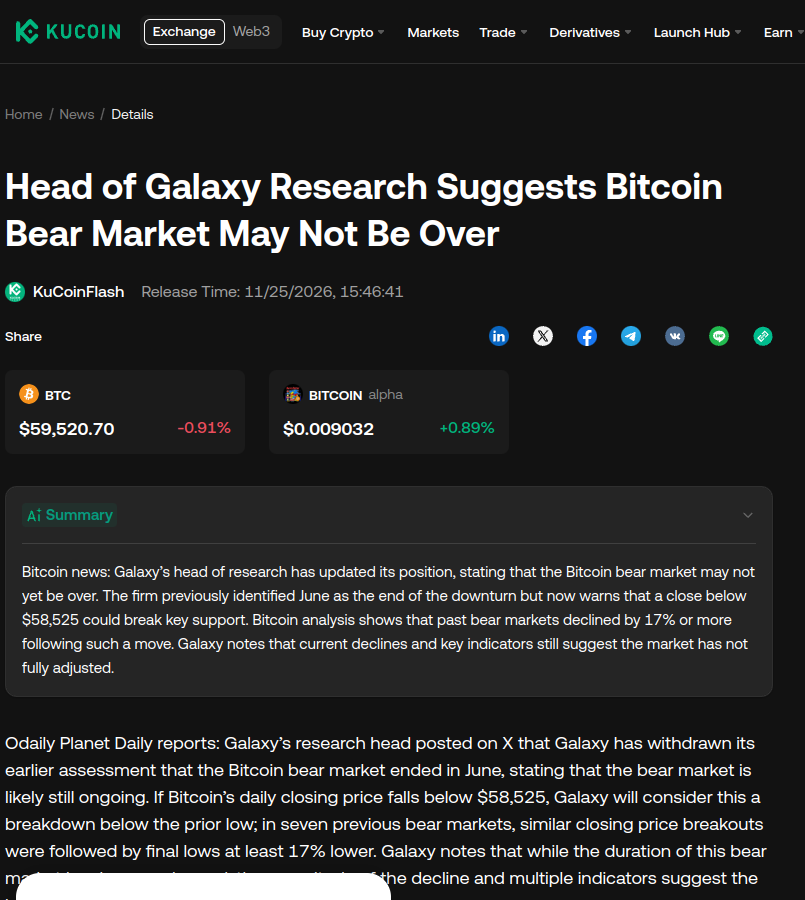 KUCOIN
Exchange Web3 Buy Crypto Markets Trade Derivatives Launch Hub Earn
Home / News / Details
Head of Galaxy Research Suggests Bitcoin
Bear Market May Not Be Over
KuCoinFlash Release Time: 11/25/2026, 15:46:41
Share
BTC
$59,520.70 -0.91%
BITCOIN alpha
$0.009032 +0.89%
Ai Summary
Bitcoin news: Galaxy’s head of research has updated its position, stating that the Bitcoin bear market may not
yet be over. The firm previously identified June as the end of the downturn but now warns that a close below
$58,525 could break key support. Bitcoin analysis shows that past bear markets declined by 17% or more
following such a move. Galaxy notes that current declines and key indicators still suggest the market has not
fully adjusted.
Odaily Planet Daily reports: Galaxy’s research head posted on X that Galaxy has withdrawn its
earlier assessment that the Bitcoin bear market ended in June, stating that the bear market is
likely still ongoing. If Bitcoin’s daily closing price falls below $58,525, Galaxy will consider this a
breakdown below the prior low; in seven previous bear markets, similar closing price breakouts
were followed by final lows at least 17% lower. Galaxy notes that while the duration of this bear
the decline and multiple indicators suggest the